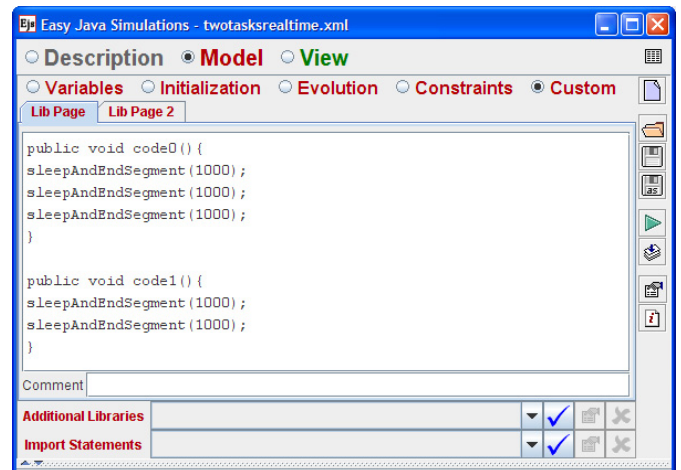 Ejs Easy Java Simulations - twotasksrealtime.xml
Description Model View
Variables Initialization Evolution Constraints Custom
Lib Page Lib Page 2
public void code0(){
sleepAndEndSegment(1000);
sleepAndEndSegment(1000);
sleepAndEndSegment(1000);
}
public void code1(){
sleepAndEndSegment(1000);
sleepAndEndSegment(1000);
}
as
i
Comment
Additional Libraries
Import Statements